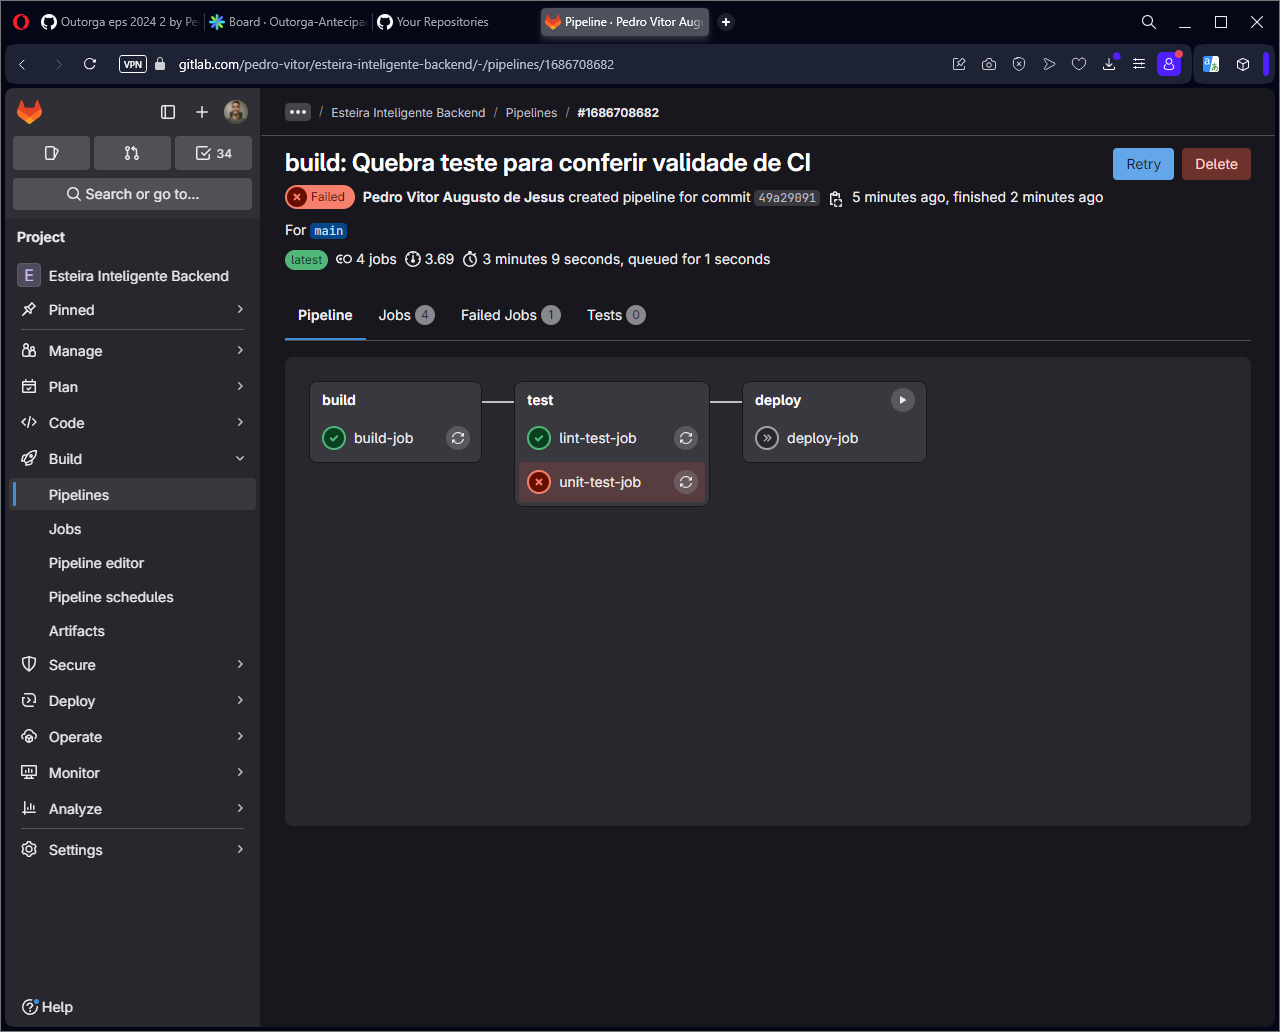 Outorga eps 2024 2 by Pe
Board · Outorga-Antecipa
Your Repositories
Pipeline · Pedro Vitor Aug
VPN
gitlab.com/pedro-vitor/esteira-inteligente-backend/-/pipelines/1686708682
34
Search or go to...
Project
E Esteira Inteligente Backend
Pinned
Manage
Plan
Code
Build
Pipelines
Jobs
Pipeline editor
Pipeline schedules
Artifacts
Secure
Deploy
Operate
Monitor
Analyze
Settings
Help
••• / Esteira Inteligente Backend / Pipelines / #1686708682
build: Quebra teste para conferir validade de CI
Retry
Delete
Failed Pedro Vitor Augusto de Jesus created pipeline for commit 49a29091 5 minutes ago, finished 2 minutes ago
For main
latest 4 jobs 3.69 3 minutes 9 seconds, queued for 1 seconds
Pipeline Jobs 4 Failed Jobs 1 Tests 0
build
build-job
test
lint-test-job
unit-test-job
deploy
deploy-job